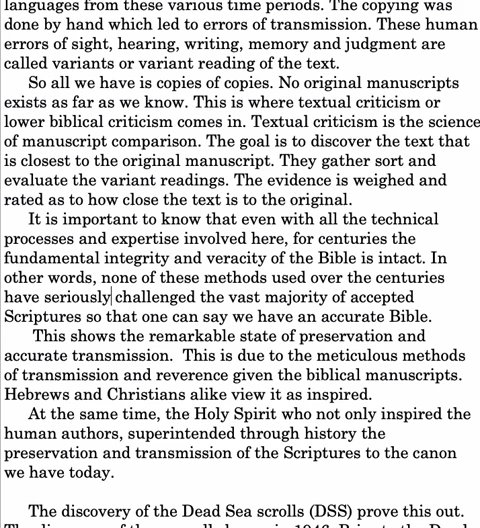 languages from these various time periods. The copying was
done by hand which led to errors of transmission. These human
errors of sight, hearing, writing, memory and judgment are
called variants or variant reading of the text.
So all we have is copies of copies. No original manuscripts
exists as far as we know. This is where textual criticism or
lower biblical criticism comes in. Textual criticism is the science
of manuscript comparison. The goal is to discover the text that
is closest to the original manuscript. They gather sort and
evaluate the variant readings. The evidence is weighed and
rated as to how close the text is to the original.
It is important to know that even with all the technical
processes and expertise involved here, for centuries the
fundamental integrity and veracity of the Bible is intact. In
other words, none of these methods used over the centuries
have seriously challenged the vast majority of accepted
Scriptures so that one can say we have an accurate Bible.
This shows the remarkable state of preservation and
accurate transmission.  This is due to the meticulous methods
of transmission and reverence given the biblical manuscripts.
Hebrews and Christians alike view it as inspired.
At the same time, the Holy Spirit who not only inspired the
human authors, superintended through history the
preservation and transmission of the Scriptures to the canon
we have today.
The discovery of the Dead Sea scrolls (DSS) prove this out.